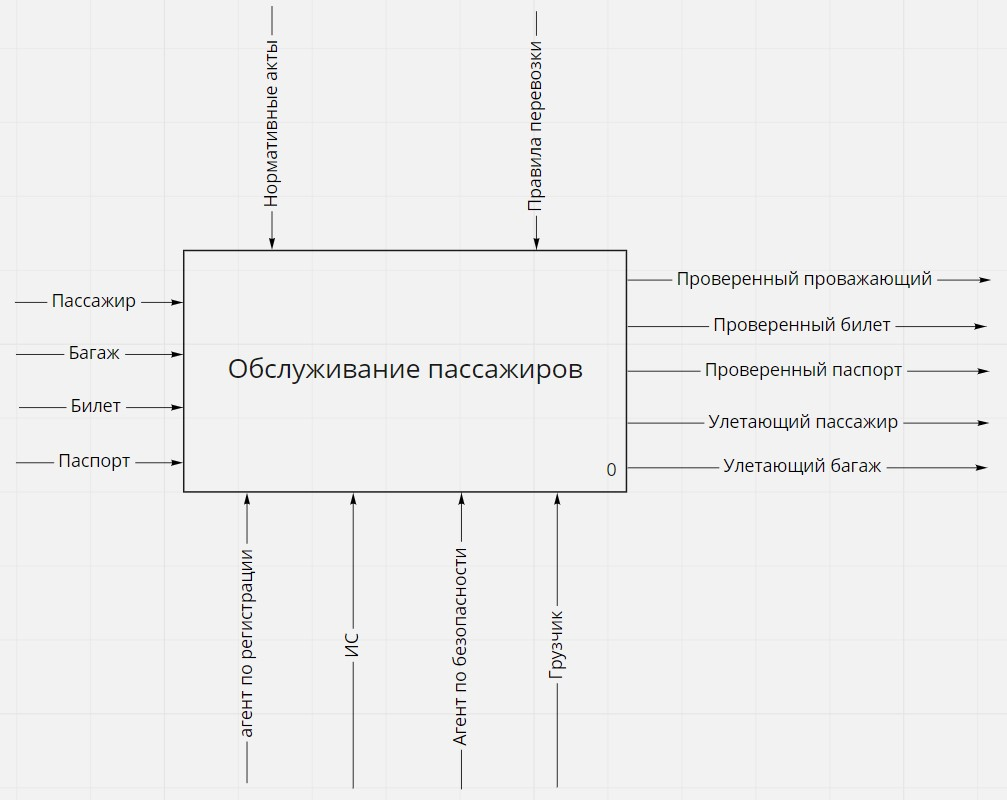 Нормативные акты
Правила перевозки
Пассажир
Багаж
Билет
Паспорт
Обслуживание пассажиров
0
Проверенный проважающий
Проверенный билет
Проверенный паспорт
Улетающий пассажир
Улетающий багаж
агент по регистрации
ИС
Агент по безопасности
Грузчик